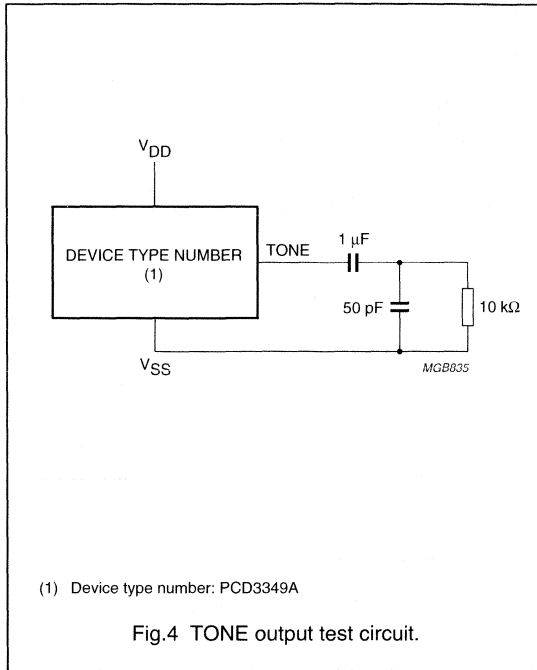 VDD
DEVICE TYPE NUMBER
(1)
TONE
1 μF
50 pF
10 kΩ
VSS
MGB835
(1) Device type number: PCD3349A
Fig.4 TONE output test circuit.